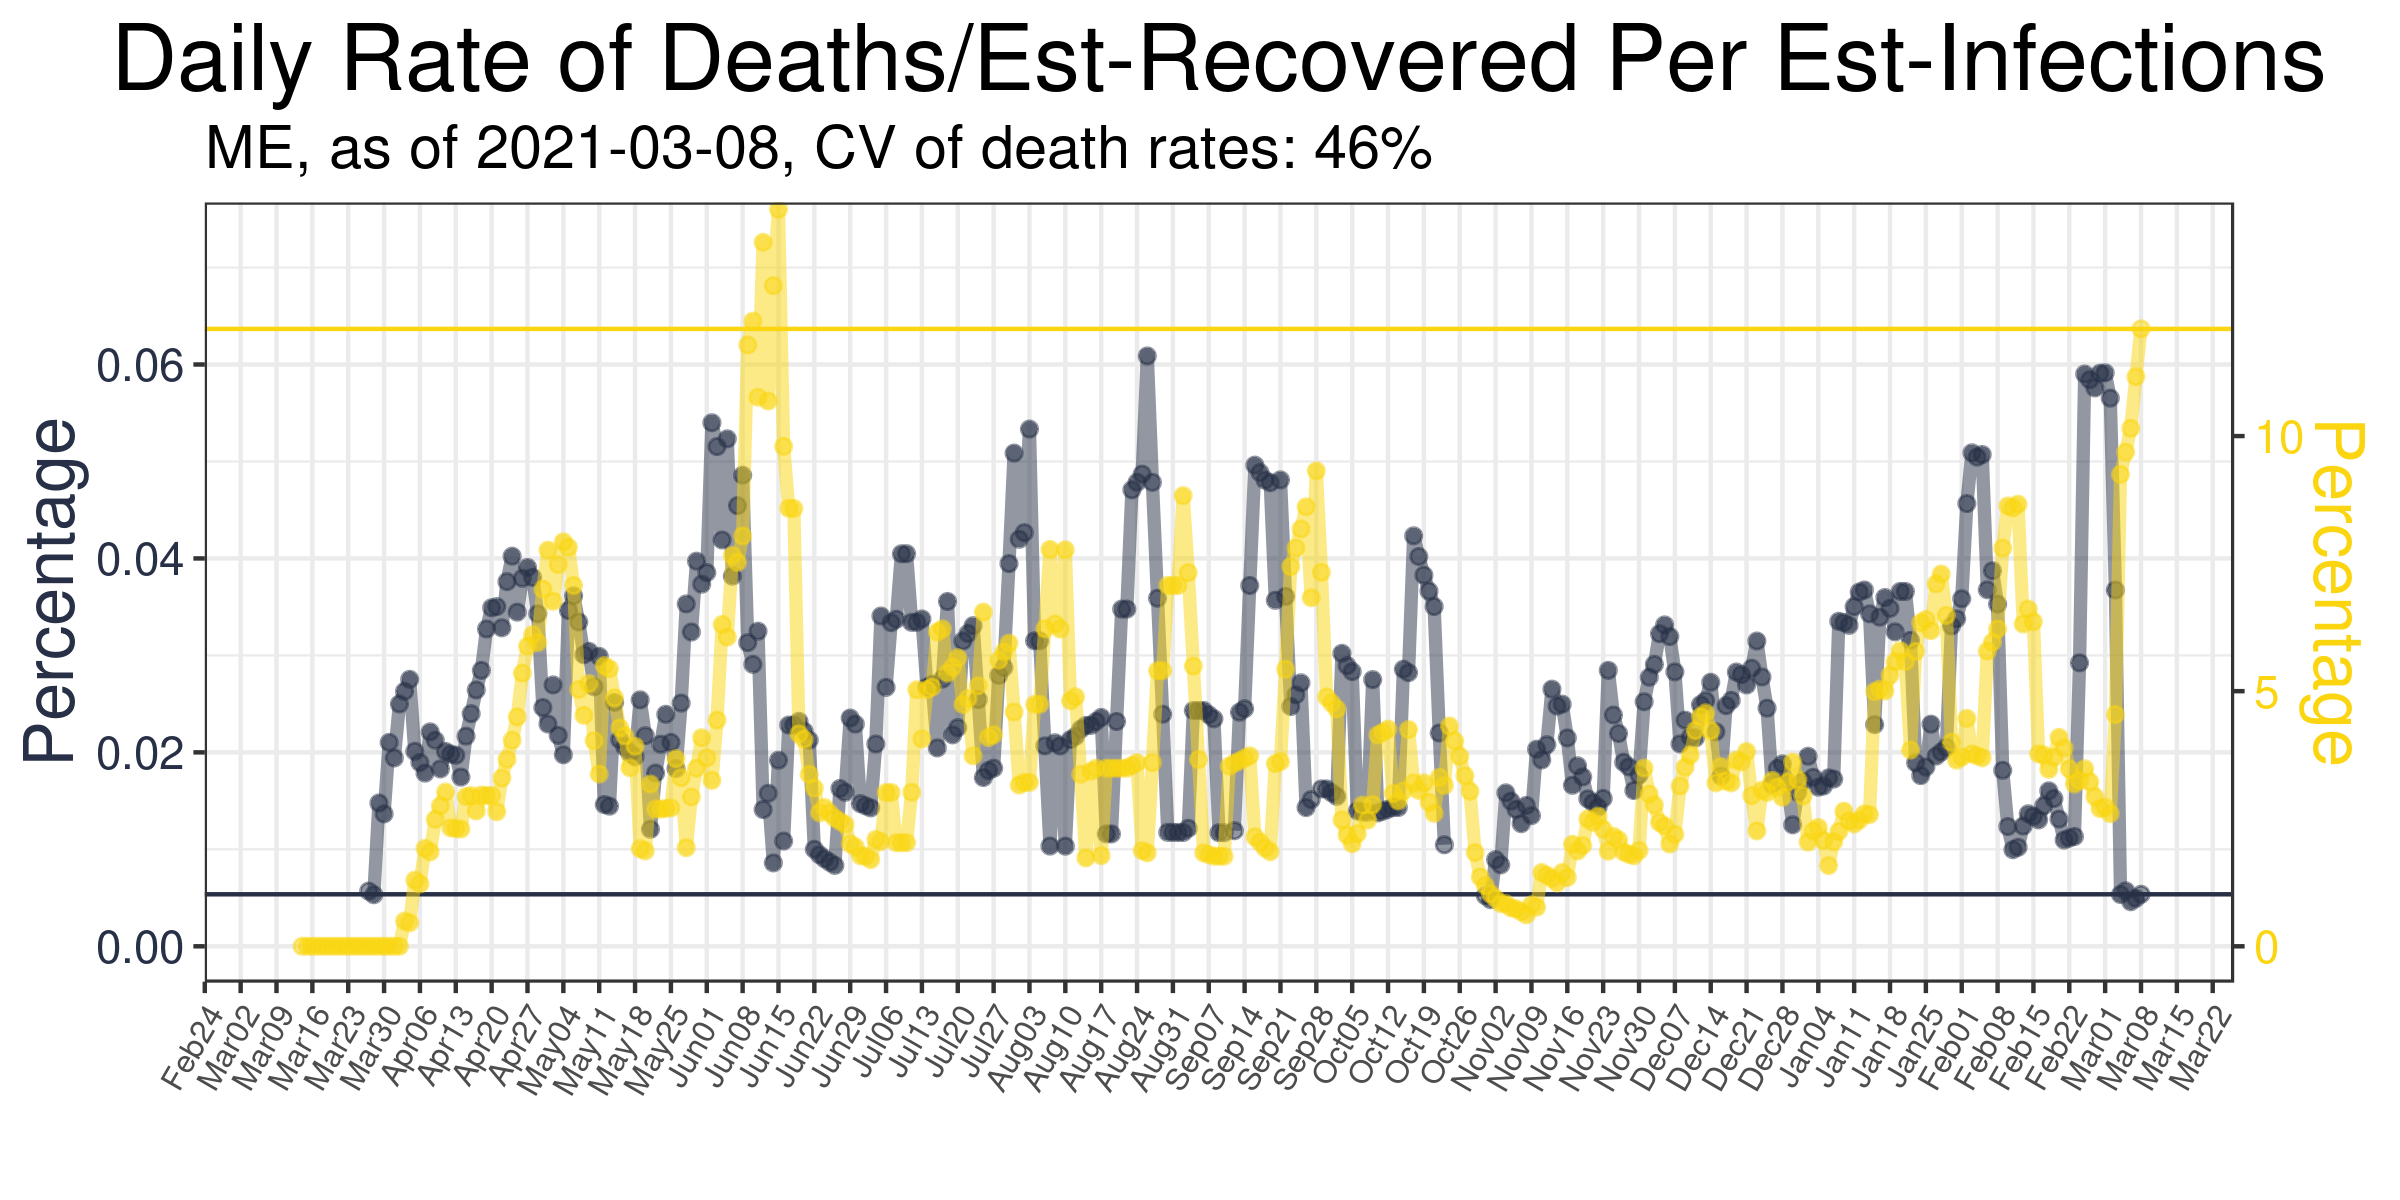 Daily Rate of Deaths/Est-Recovered Per Est-Infections
ME, as of 2021-03-08, CV of death rates: 46%
Percentage
0.06
0.04
0.02
0.00
10
5
0
Percentage
Feb24
Mar02
Mar09
Mar16
Mar23
Mar30
Apr06
Apr13
Apr20
Apr27
May04
May11
May18
May25
Jun01
Jun08
Jun15
Jun22
Jun29
Jul06
Jul13
Jul20
Jul27
Aug03
Aug10
Aug17
Aug24
Aug31
Sep07
Sep14
Sep21
Sep28
Oct05
Oct12
Oct19
Oct26
Nov02
Nov09
Nov16
Nov23
Nov30
Dec07
Dec14
Dec21
Dec28
Jan04
Jan11
Jan18
Jan25
Feb01
Feb08
Feb15
Feb22
Mar01
Mar08
Mar15
Mar22